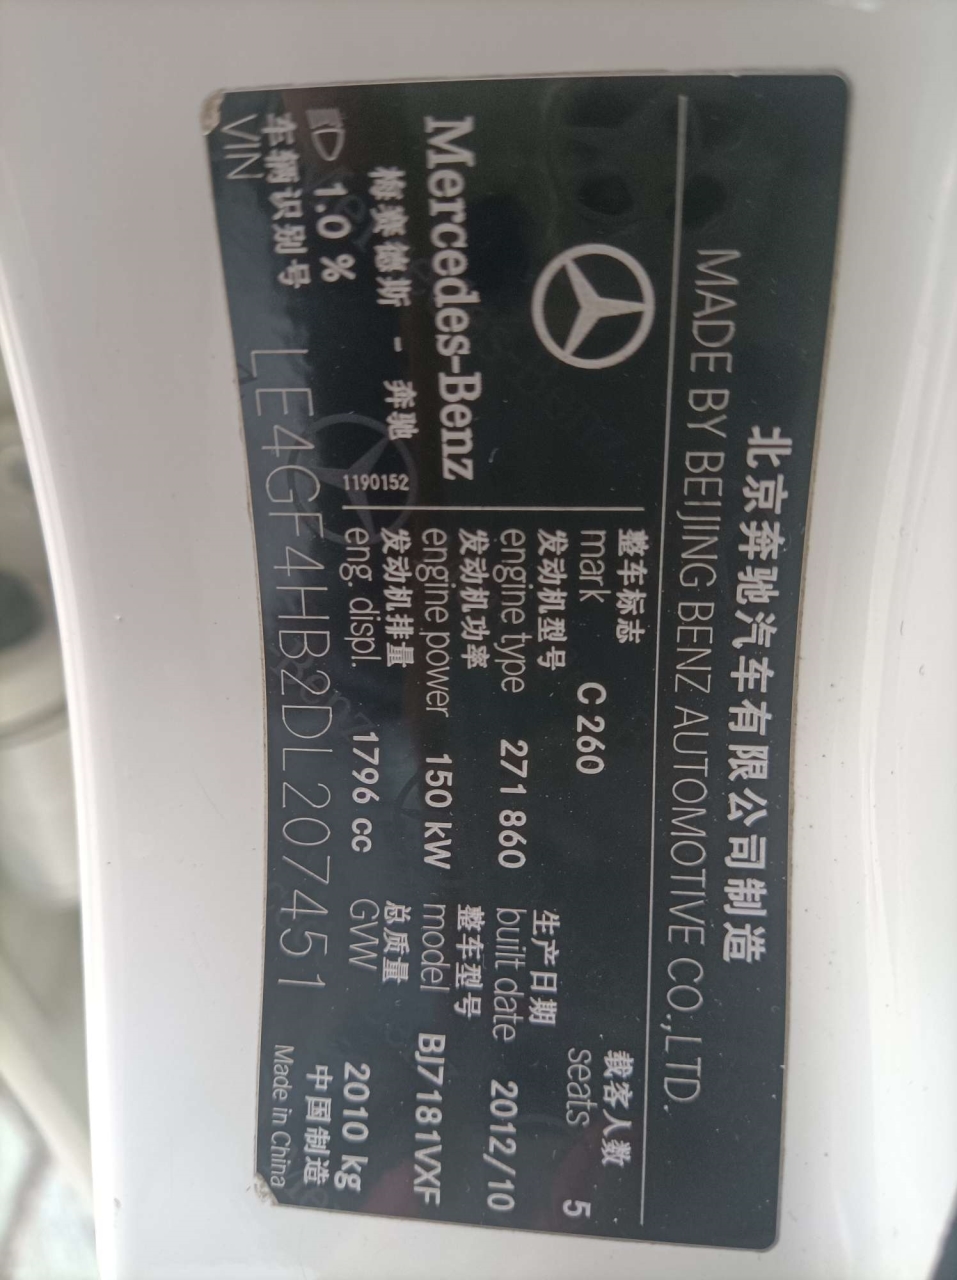 北京奔驰汽车有限公司制造
MADE BY BEIJING BENZ AUTOMOTIVE CO.,LTD.
Mercedes-Benz
梅赛德斯 - 奔驰
1.0 %
1190152
整车标志
mark C 260
载客人数
seats 5
发动机型号
engine type 271 860
生产日期
built date 2012/10
发动机功率
engine power 150 kW
整车型号
model BJ7181VXF
发动机排量
eng. displ. 1796 cc
总质量
GW 2010 kg
车辆识别号
VIN LE4GF4HB2DL207451
中国制造
Made in China